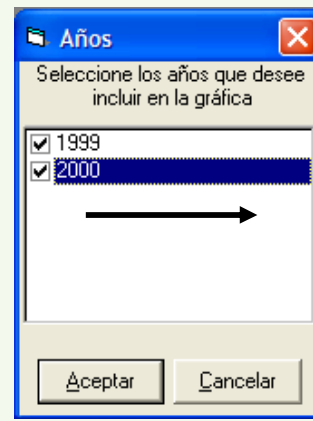 Años
Seleccione los años que desee
incluir en la gráfica
1999
2000
Aceptar
Cancelar